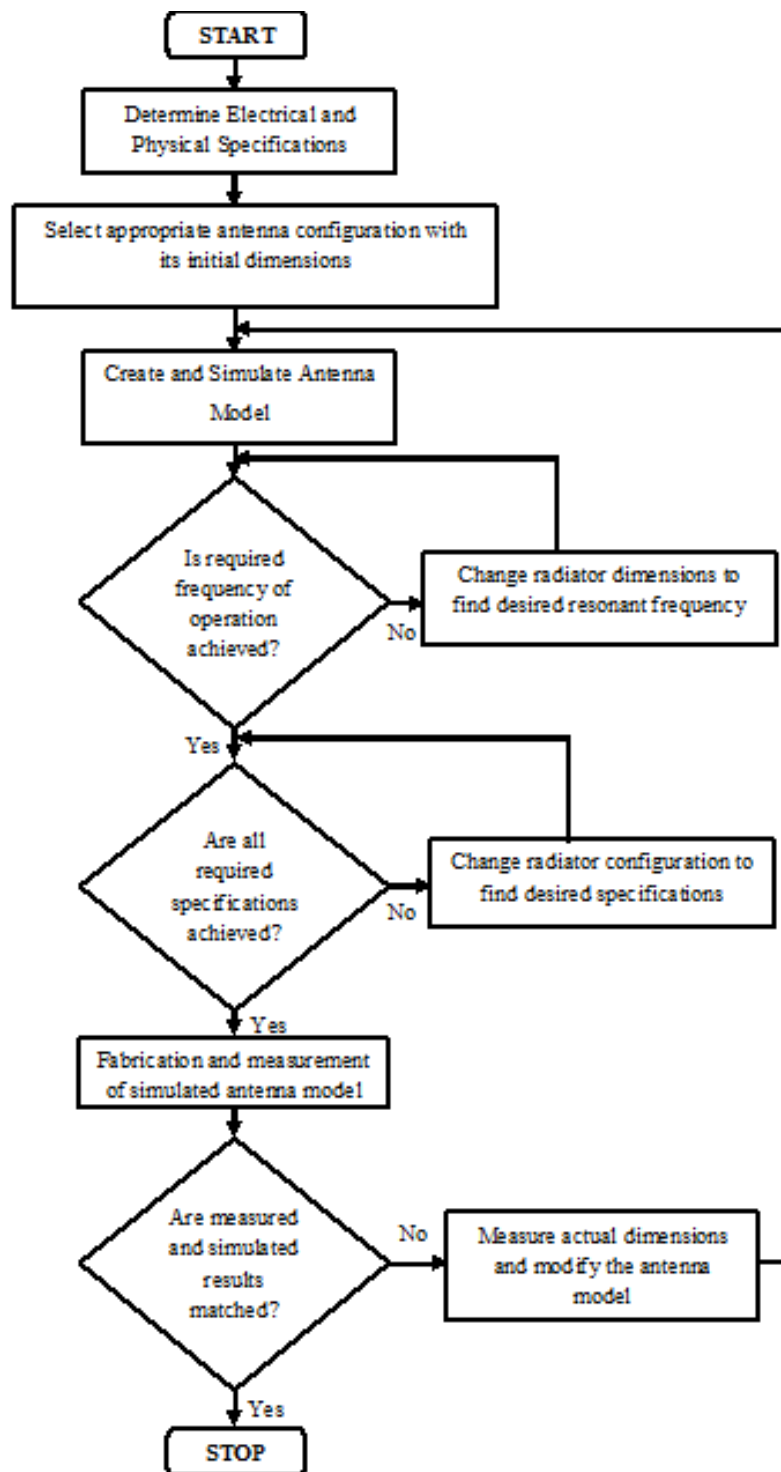 START
Determine Electrical and
Physical Specifications
Select appropriate antenna configuration with
its initial dimensions
Create and Simulate Antenna
Model
Is required
frequency of
operation
achieved?
No
Change radiator dimensions to
find desired resonant frequency
Yes
Are all
required
specifications
achieved?
No
Change radiator configuration to
find desired specifications
Yes
Fabrication and measurement
of simulated antenna model
Are measured
and simulated
results
matched?
No
Measure actual dimensions
and modify the antenna
model
Yes
STOP